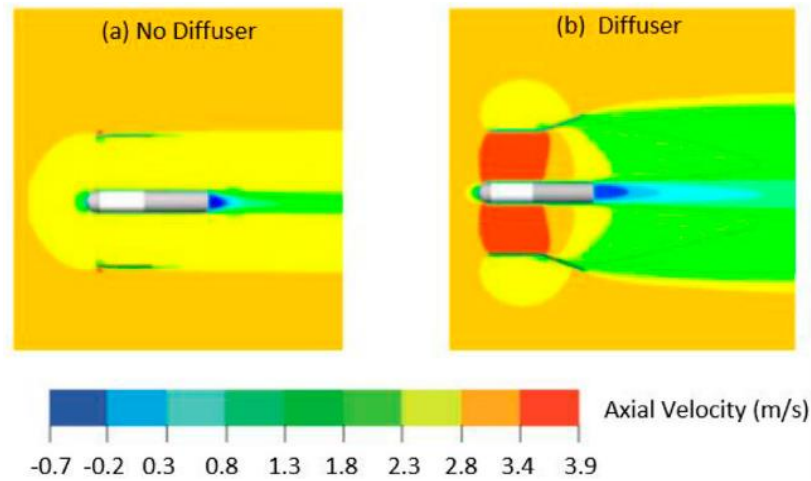 (a) No Diffuser
(b) Diffuser
Axial Velocity (m/s)
-0.7 -0.2 0.3 0.8 1.3 1.8 2.3 2.8 3.4 3.9